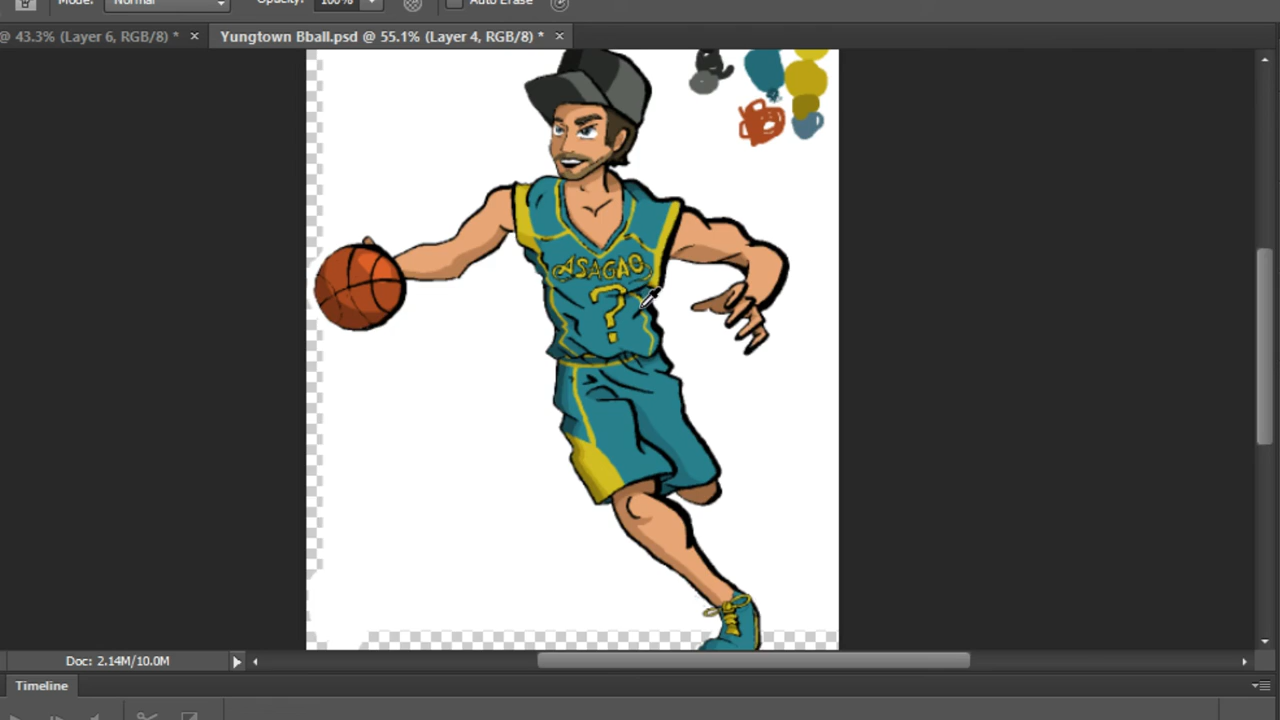 Mode: Normal Opacity: 100% Auto Erase
@ 43.3% (Layer 6, RGB/8) * × Yungtown Bball.psd @ 55.1% (Layer 4, RGB/8) * ×
ASAGAO
?
Doc: 2.14M/10.0M
Timeline